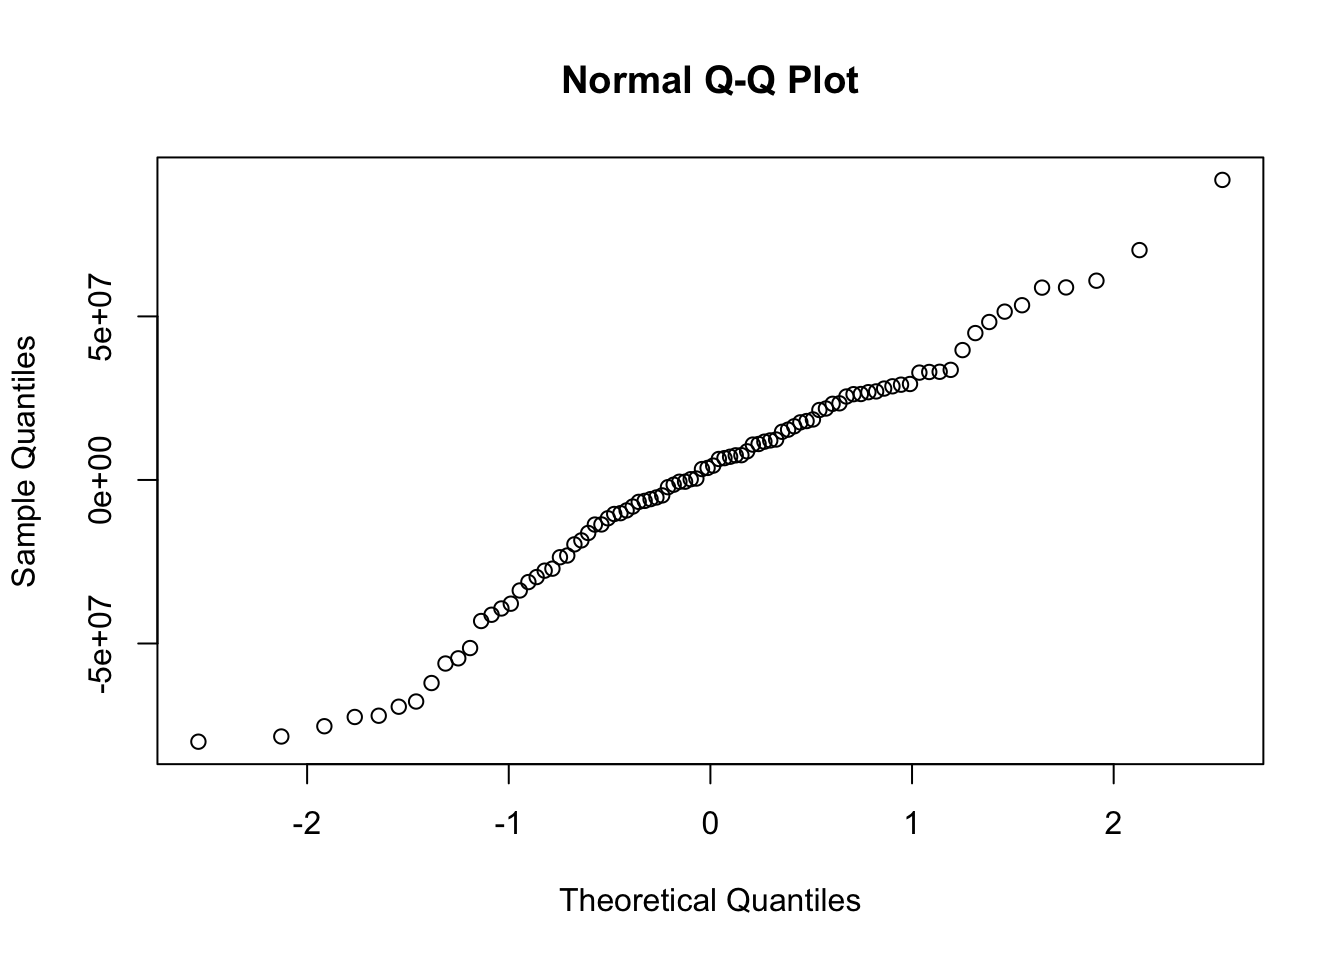 Normal Q-Q Plot
Sample Quantiles
5e+07
0e+00
-5e+07
-2 -1 0 1 2
Theoretical Quantiles